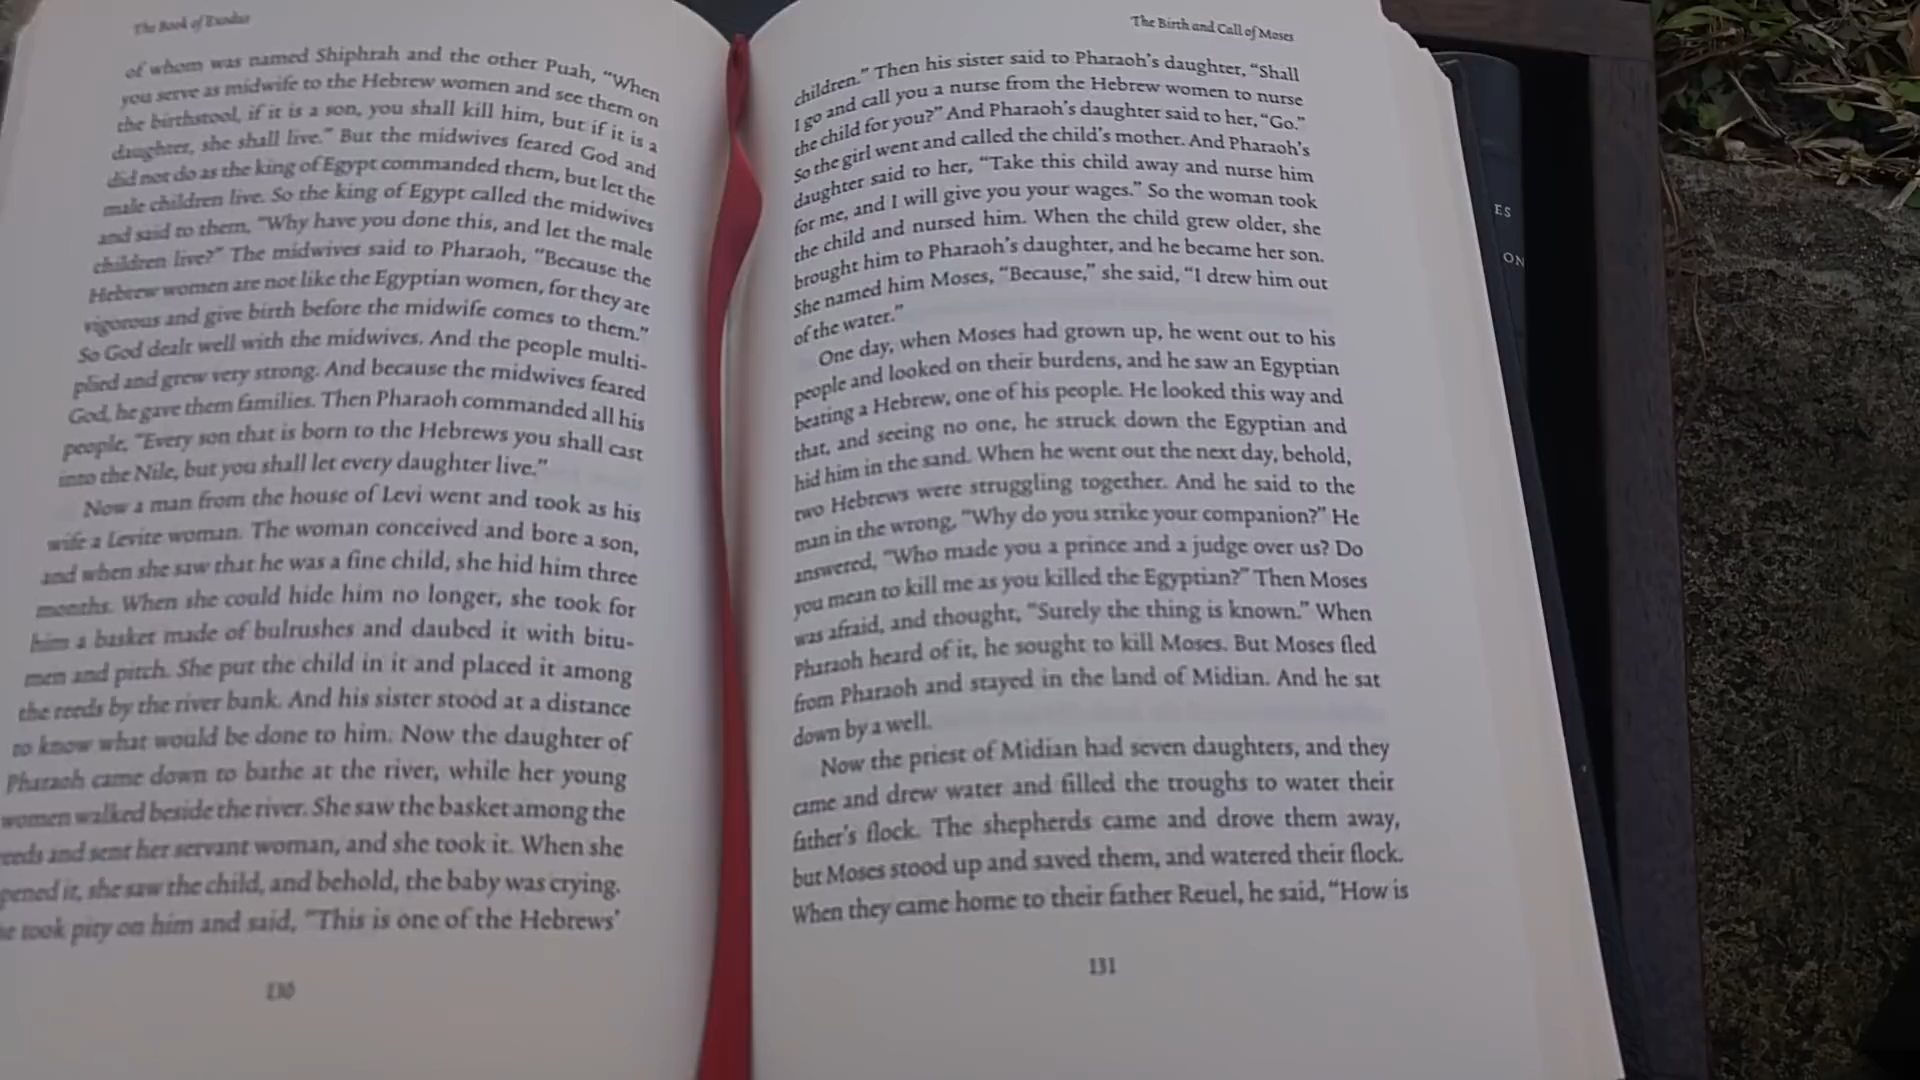 The Book of Exodus
of whom was named Shiphrah and the other Puah, “When
you serve as midwife to the Hebrew women and see them on
the birthstool, if it is a son, you shall kill him, but if it is a
daughter, she shall live.” But the midwives feared God and
did not do as the king of Egypt commanded them, but let the
male children live. So the king of Egypt called the midwives
and said to them, “Why have you done this, and let the male
children live?” The midwives said to Pharaoh, “Because the
Hebrew women are not like the Egyptian women, for they are
vigorous and give birth before the midwife comes to them.”
So God dealt well with the midwives. And the people multi-
plied and grew very strong. And because the midwives feared
God, he gave them families. Then Pharaoh commanded all his
people, “Every son that is born to the Hebrews you shall cast
into the Nile, but you shall let every daughter live.”
Now a man from the house of Levi went and took as his
wife a Levite woman. The woman conceived and bore a son,
and when she saw that he was a fine child, she hid him three
months. When she could hide him no longer, she took for
him a basket made of bulrushes and daubed it with bitu-
men and pitch. She put the child in it and placed it among
the reeds by the river bank. And his sister stood at a distance
to know what would be done to him. Now the daughter of
Pharaoh came down to bathe at the river, while her young
women walked beside the river. She saw the basket among the
eeds and sent her servant woman, and she took it. When she
pened it, she saw the child, and behold, the baby was crying.
he took pity on him and said, “This is one of the Hebrews’
130
The Birth and Call of Moses
children.” Then his sister said to Pharaoh’s daughter, “Shall
I go and call you a nurse from the Hebrew women to nurse
the child for you?” And Pharaoh’s daughter said to her, “Go.”
So the girl went and called the child’s mother. And Pharaoh’s
daughter said to her, “Take this child away and nurse him
for me, and I will give you your wages.” So the woman took
the child and nursed him. When the child grew older, she
brought him to Pharaoh’s daughter, and he became her son.
She named him Moses, “Because,” she said, “I drew him out
of the water.”
One day, when Moses had grown up, he went out to his
people and looked on their burdens, and he saw an Egyptian
beating a Hebrew, one of his people. He looked this way and
that, and seeing no one, he struck down the Egyptian and
hid him in the sand. When he went out the next day, behold,
two Hebrews were struggling together. And he said to the
man in the wrong, “Why do you strike your companion?” He
answered, “Who made you a prince and a judge over us? Do
you mean to kill me as you killed the Egyptian?” Then Moses
was afraid, and thought, “Surely the thing is known.” When
Pharaoh heard of it, he sought to kill Moses. But Moses fled
from Pharaoh and stayed in the land of Midian. And he sat
down by a well.
Now the priest of Midian had seven daughters, and they
came and drew water and filled the troughs to water their
father’s flock. The shepherds came and drove them away,
but Moses stood up and saved them, and watered their flock.
When they came home to their father Reuel, he said, “How is
131
ES
ON